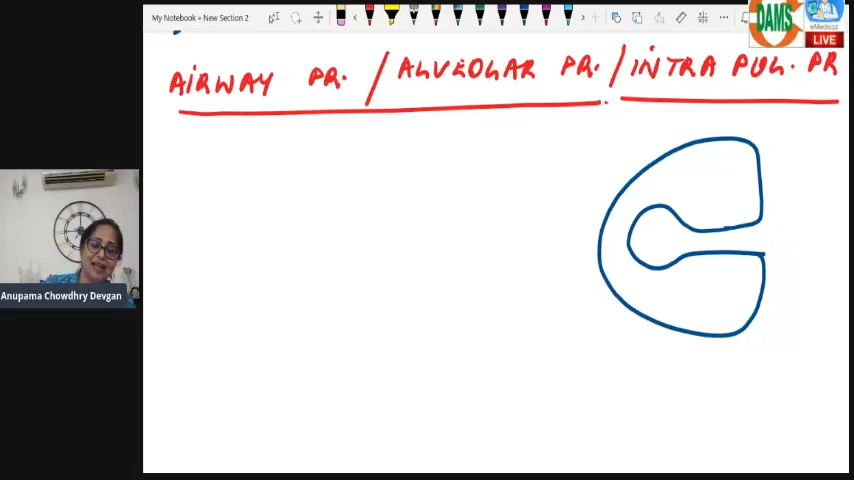 My Notebook > New Section 2
DAMS
eMedicoz
LIVE
AIRWAY PR. / ALVEOLAR PR. / INTRA PUL. PR
Anupama Chowdhry Devgan